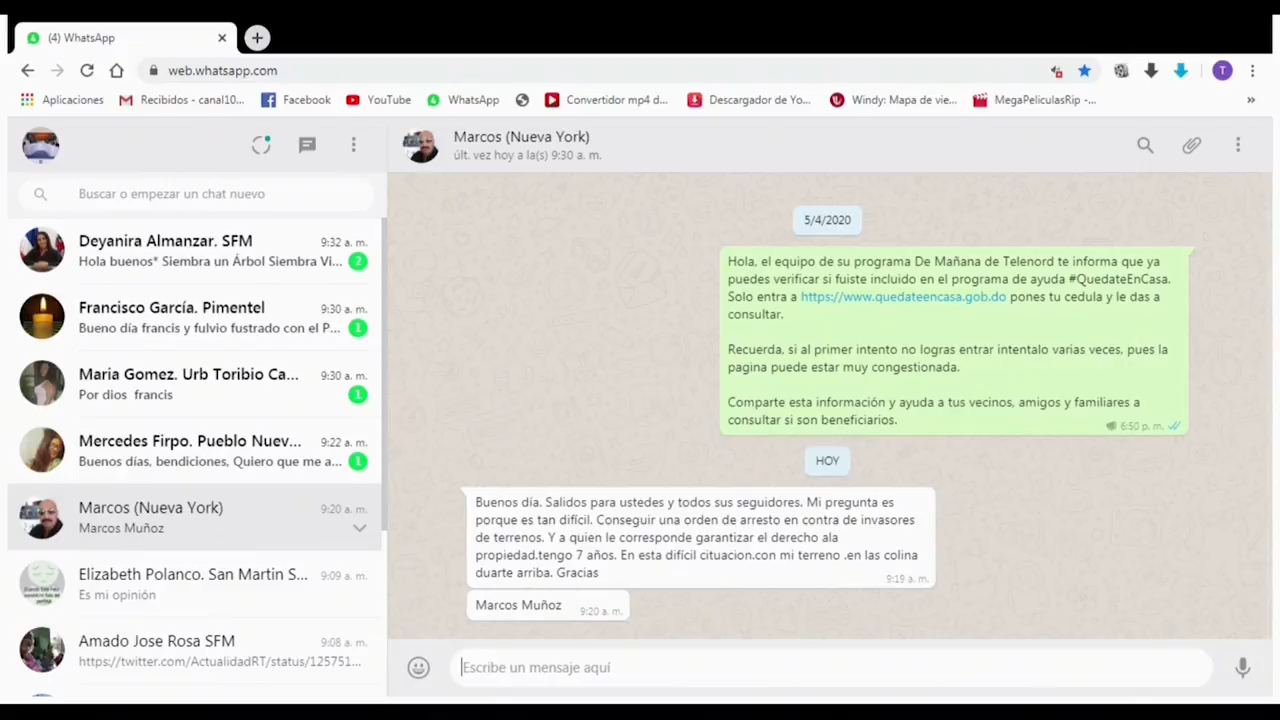 (4) WhatsApp
web.whatsapp.com
T
Aplicaciones
Recibidos - canal10...
Facebook
YouTube
WhatsApp
Convertidor mp4 d...
Descargador de Yo...
Windy: Mapa de vie...
MegaPeliculasRip -...
»
Buscar o empezar un chat nuevo
Deyanira Almanzar. SFM 9:32 a. m.
Hola buenos* Siembra un Árbol Siembra Vi... 2
Francisco García. Pimentel 9:30 a. m.
Bueno día francis y fulvio fustrado con el P... 1
Maria Gomez. Urb Toribio Ca... 9:30 a. m.
Por dios francis 1
Mercedes Firpo. Pueblo Nuev... 9:22 a. m.
Buenos días, bendiciones, Quiero que me a... 1
Marcos (Nueva York) 9:20 a. m.
Marcos Muñoz
Elizabeth Polanco. San Martin S... 9:09 a. m.
Es mi opinión
Amado Jose Rosa SFM 9:08 a. m.
https://twitter.com/ActualidadRT/status/125751...
Marcos (Nueva York)
últ. vez hoy a la(s) 9:30 a. m.
5/4/2020
Hola, el equipo de su programa De Mañana de Telenord te informa que ya
puedes verificar si fuiste incluido en el programa de ayuda #QuedateEnCasa.
Solo entra a https://www.quedateencasa.gob.do pones tu cedula y le das a
consultar.
Recuerda, si al primer intento no logras entrar intentalo varias veces, pues la
pagina puede estar muy congestionada.
Comparte esta información y ayuda a tus vecinos, amigos y familiares a
consultar si son beneficiarios.
6:50 p. m.
HOY
Buenos día. Salidos para ustedes y todos sus seguidores. Mi pregunta es
porque es tan difícil. Conseguir una orden de arresto en contra de invasores
de terrenos. Y a quien le corresponde garantizar el derecho ala
propiedad.tengo 7 años. En esta difícil cituacion.con mi terreno .en las colina
duarte arriba. Gracias
9:19 a. m.
Marcos Muñoz 9:20 a. m.
Escribe un mensaje aquí